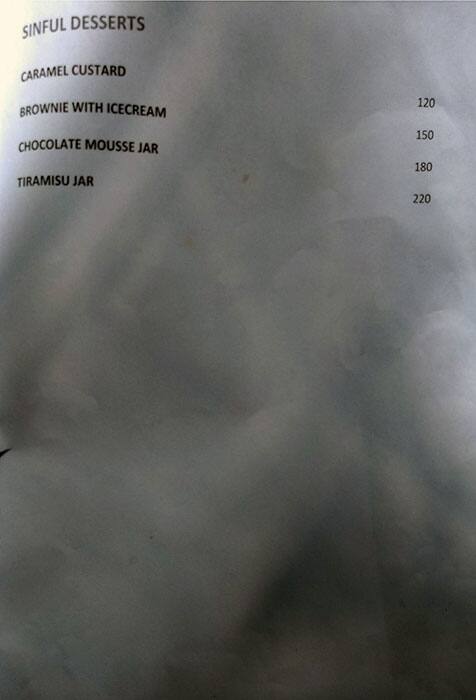 SINFUL DESSERTS
CARAMEL CUSTARD 120
BROWNIE WITH ICECREAM 150
CHOCOLATE MOUSSE JAR 180
TIRAMISU JAR 220